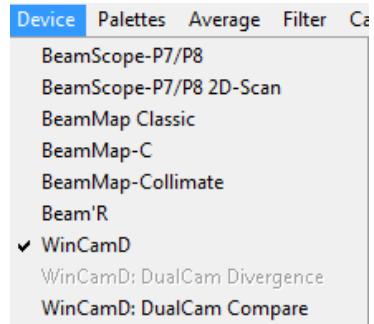 Device Palettes Average Filter Ca
BeamScope-P7/P8
BeamScope-P7/P8 2D-Scan
BeamMap Classic
BeamMap-C
BeamMap-Collimate
Beam'R
WinCamD
WinCamD: DualCam Divergence
WinCamD: DualCam Compare